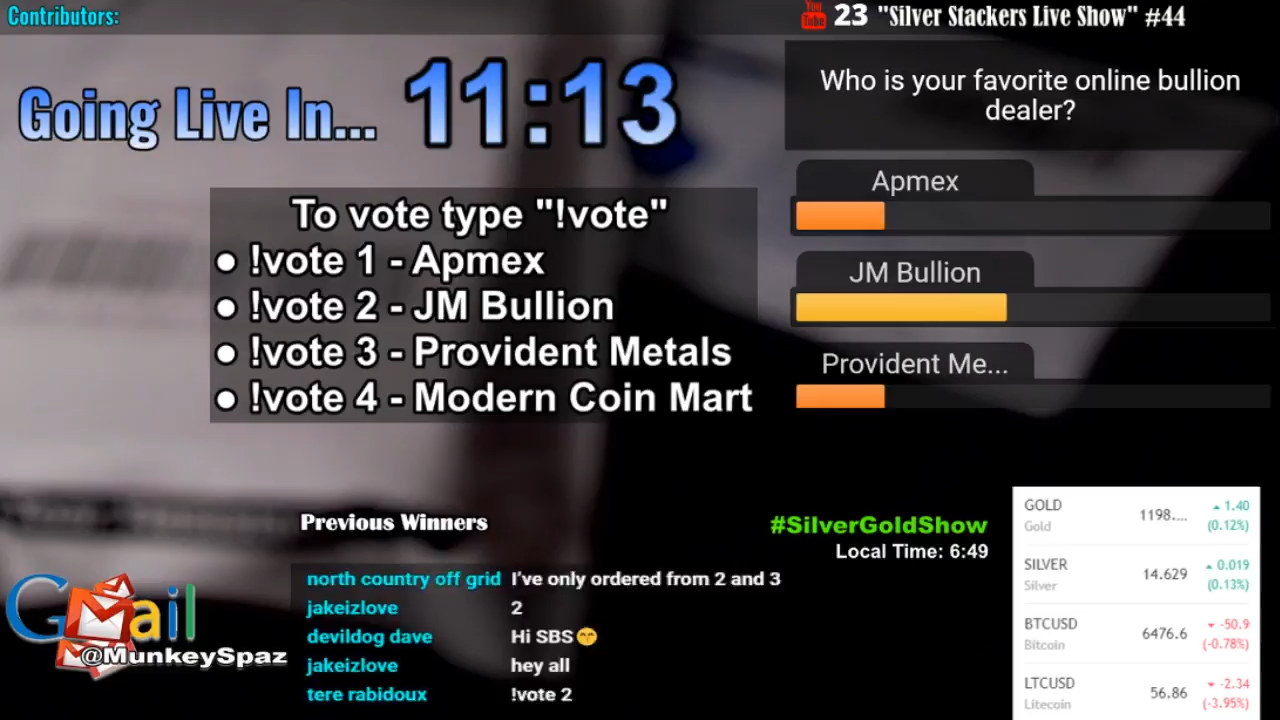 Contributors:
YouTube 23 "Silver Stackers Live Show" #44
Going Live In... 11:13
Who is your favorite online bullion
dealer?
To vote type "!vote"
● !vote 1 - Apmex
● !vote 2 - JM Bullion
● !vote 3 - Provident Metals
● !vote 4 - Modern Coin Mart
Apmex
JM Bullion
Provident Me...
Previous Winners
#SilverGoldShow
Local Time: 6:49
north country off grid I've only ordered from 2 and 3
jakeizlove 2
devildog dave Hi SBS😁
jakeizlove hey all
tere rabidoux !vote 2
Gmail
@MunkeySpaz
GOLD 1198.... 1.40
Gold (0.12%)
SILVER 14.629 0.019
Silver (0.13%)
BTCUSD 6476.6 -50.9
Bitcoin (-0.78%)
LTCUSD 56.86 -2.34
Litecoin (-3.95%)